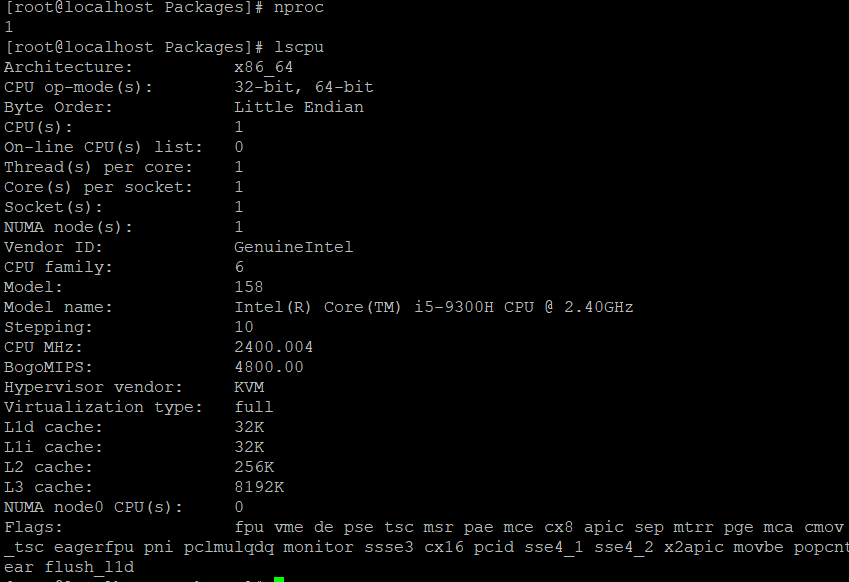 [root@localhost Packages]# nproc
1
[root@localhost Packages]# lscpu
Architecture:          x86_64
CPU op-mode(s):        32-bit, 64-bit
Byte Order:            Little Endian
CPU(s):                1
On-line CPU(s) list:   0
Thread(s) per core:    1
Core(s) per socket:    1
Socket(s):             1
NUMA node(s):          1
Vendor ID:             GenuineIntel
CPU family:            6
Model:                 158
Model name:            Intel(R) Core(TM) i5-9300H CPU @ 2.40GHz
Stepping:              10
CPU MHz:               2400.004
BogoMIPS:              4800.00
Hypervisor vendor:     KVM
Virtualization type:   full
L1d cache:             32K
L1i cache:             32K
L2 cache:              256K
L3 cache:              8192K
NUMA node0 CPU(s):     0
Flags:                 fpu vme de pse tsc msr pae mce cx8 apic sep mtrr pge mca cmov
_tsc eagerfpu pni pclmulqdq monitor ssse3 cx16 pcid sse4_1 sse4_2 x2apic movbe popcnt
ear flush_l1d